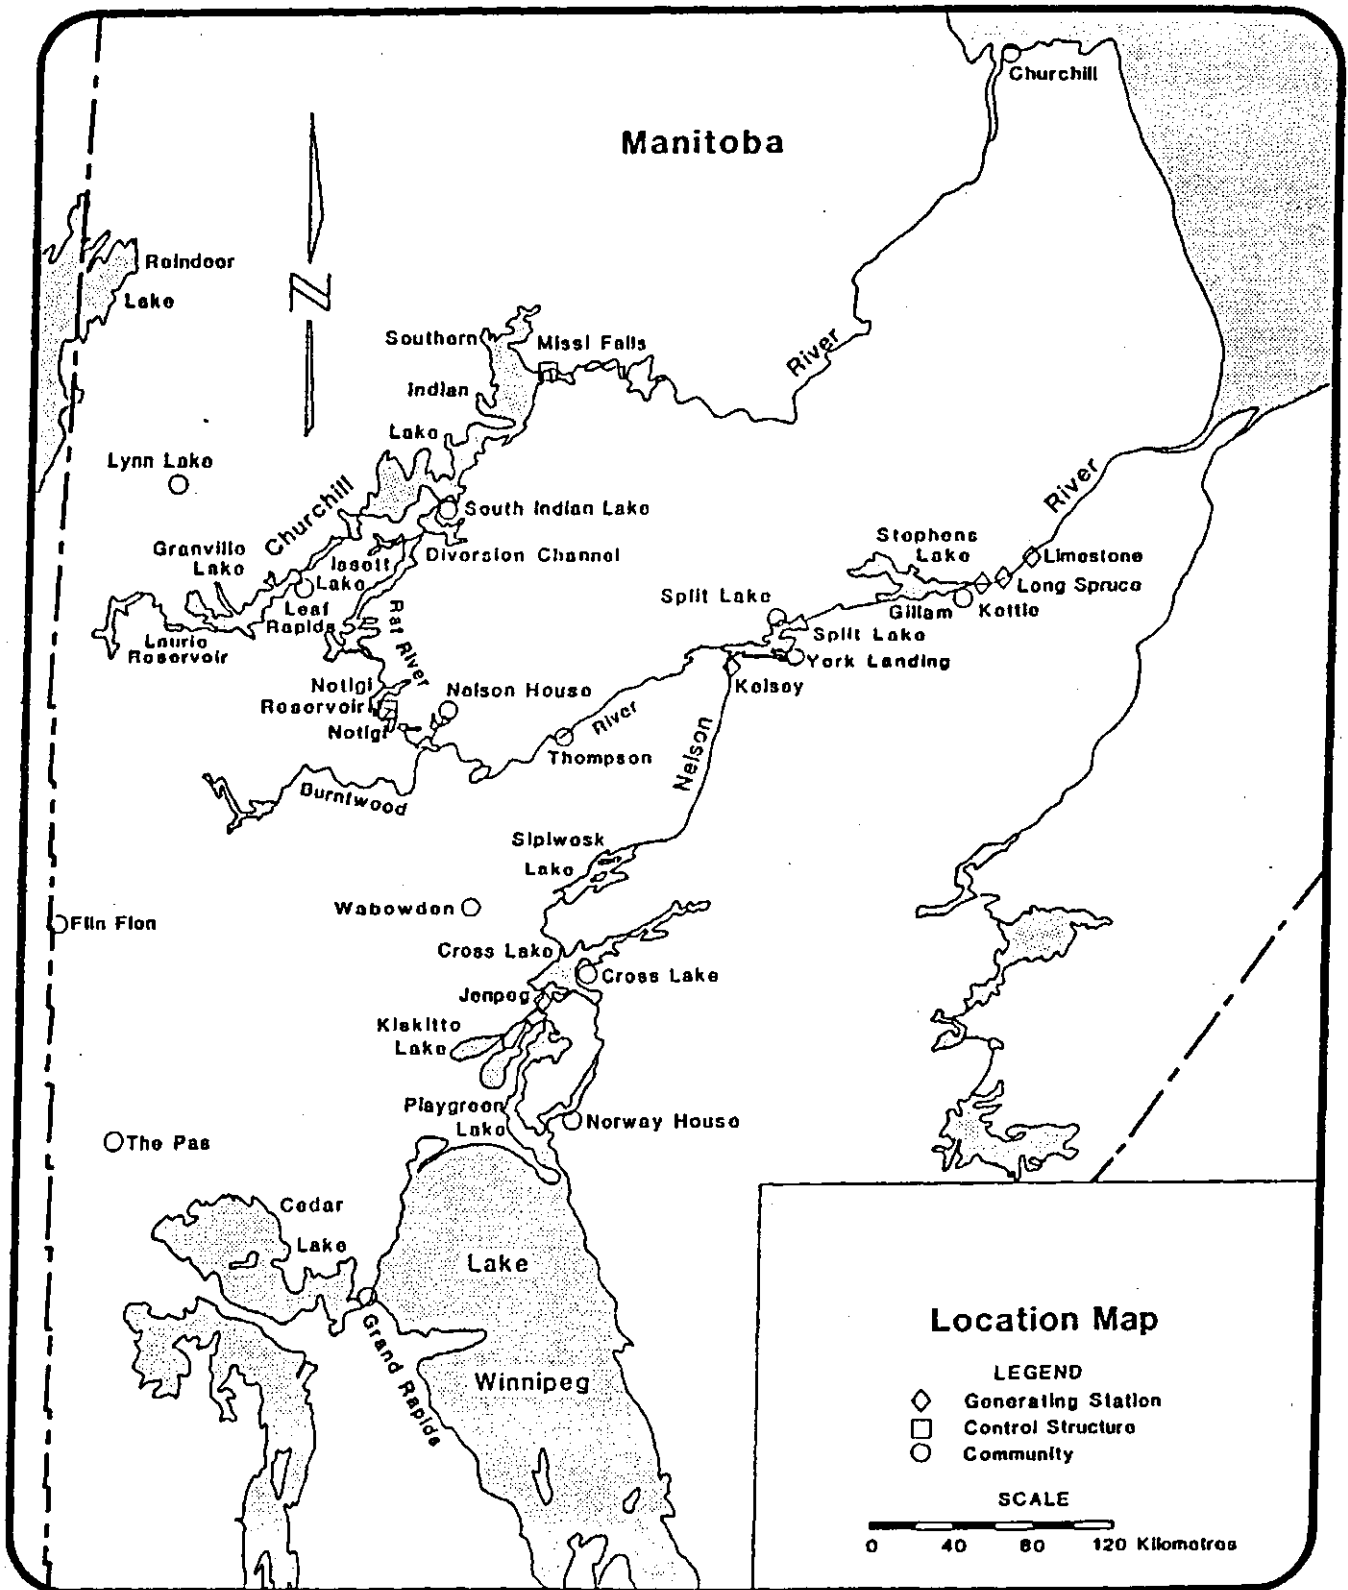 Churchill
Manitoba
Reindeer
Lake
Southern
Indian
Lake
Missi Falls
River
Lynn Lake
Churchill
South Indian Lake
Granville
Lake
Issett
Lake
Diversion Channel
Leaf
Rapids
Rat River
Laurie
Reservoir
Stephens
Lake
River
Limestone
Long Spruce
Gillam
Kettle
Split Lake
Split Lake
York Landing
Kelsey
Notigi
Reservoir
Notigi
Nelson House
River
Thompson
Nelson
Burntwood
Sipiwosk
Lake
Wabowden
Flin Flon
Cross Lake
Cross Lake
Jenpeg
Kiskitto
Lake
Playgreen
Lake
Norway House
The Pas
Cedar
Lake
Lake
Winnipeg
Grand Rapids
Location Map
LEGEND
Generating Station
Control Structure
Community
SCALE
0 40 80 120 Kilometres
N